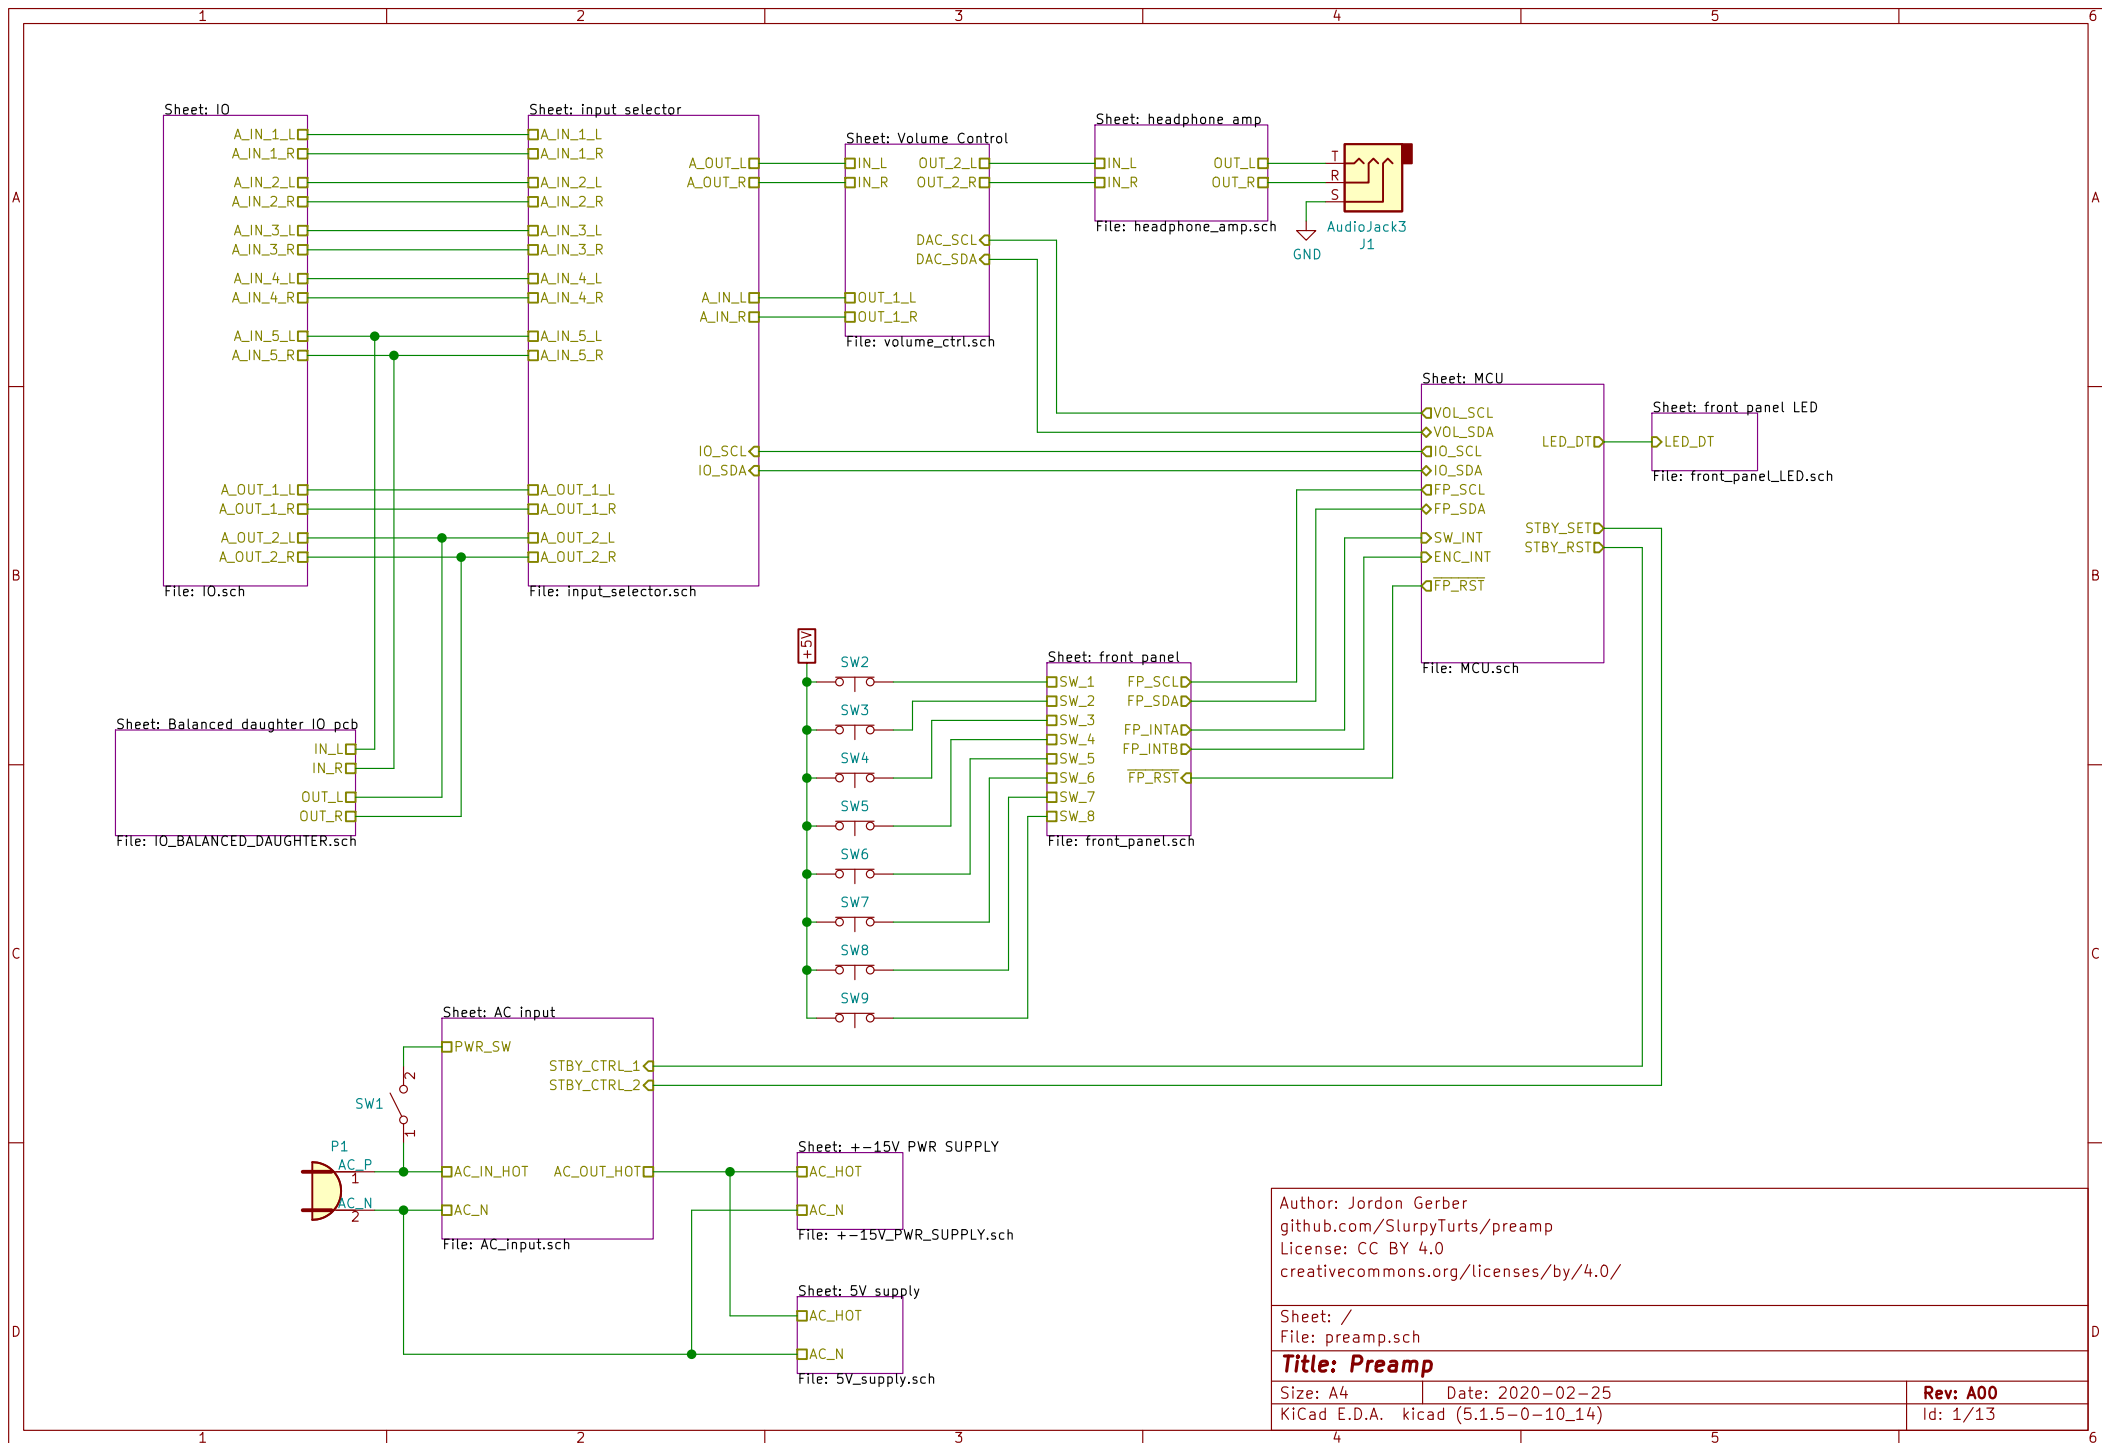 1 2 3 4 5 6
Sheet: IO
A_IN_1_L
A_IN_1_R
A_IN_2_L
A_IN_2_R
A_IN_3_L
A_IN_3_R
A_IN_4_L
A_IN_4_R
A_IN_5_L
A_IN_5_R
A_OUT_1_L
A_OUT_1_R
A_OUT_2_L
A_OUT_2_R
File: IO.sch
Sheet: input selector
A_IN_1_L
A_IN_1_R
A_IN_2_L
A_IN_2_R
A_IN_3_L
A_IN_3_R
A_IN_4_L
A_IN_4_R
A_IN_5_L
A_IN_5_R
A_OUT_1_L
A_OUT_1_R
A_OUT_2_L
A_OUT_2_R
A_OUT_L
A_OUT_R
A_IN_L
A_IN_R
IO_SCL
IO_SDA
File: input_selector.sch
Sheet: Volume Control
IN_L
IN_R
OUT_2_L
OUT_2_R
DAC_SCL
DAC_SDA
OUT_1_L
OUT_1_R
File: volume_ctrl.sch
Sheet: headphone amp
IN_L
IN_R
OUT_L
OUT_R
File: headphone_amp.sch
T
R
S
AudioJack3
J1
GND
Sheet: MCU
VOL_SCL
VOL_SDA
IO_SCL
IO_SDA
FP_SCL
FP_SDA
SW_INT
ENC_INT
FP_RST
LED_DT
STBY_SET
STBY_RST
File: MCU.sch
Sheet: front panel LED
LED_DT
File: front_panel_LED.sch
+5V
SW2
SW3
SW4
SW5
SW6
SW7
SW8
SW9
Sheet: front panel
SW_1
SW_2
SW_3
SW_4
SW_5
SW_6
SW_7
SW_8
FP_SCL
FP_SDA
FP_INTA
FP_INTB
FP_RST
File: front_panel.sch
Sheet: Balanced daughter IO pcb
IN_L
IN_R
OUT_L
OUT_R
File: IO_BALANCED_DAUGHTER.sch
Sheet: AC input
PWR_SW
STBY_CTRL_1
STBY_CTRL_2
AC_IN_HOT
AC_OUT_HOT
AC_N
File: AC_input.sch
2
SW1
1
P1
AC_P
1
AC_N
2
Sheet: +-15V PWR SUPPLY
AC_HOT
AC_N
File: +-15V_PWR_SUPPLY.sch
Sheet: 5V supply
AC_HOT
AC_N
File: 5V_supply.sch
A
B
C
D
A
B
C
D
Author: Jordon Gerber
github.com/SlurpyTurts/preamp
License: CC BY 4.0
creativecommons.org/licenses/by/4.0/
Sheet: /
File: preamp.sch
Title: Preamp
Size: A4 Date: 2020-02-25 Rev: A00
KiCad E.D.A. kicad (5.1.5-0-10_14) Id: 1/13
1 2 3 4 5 6